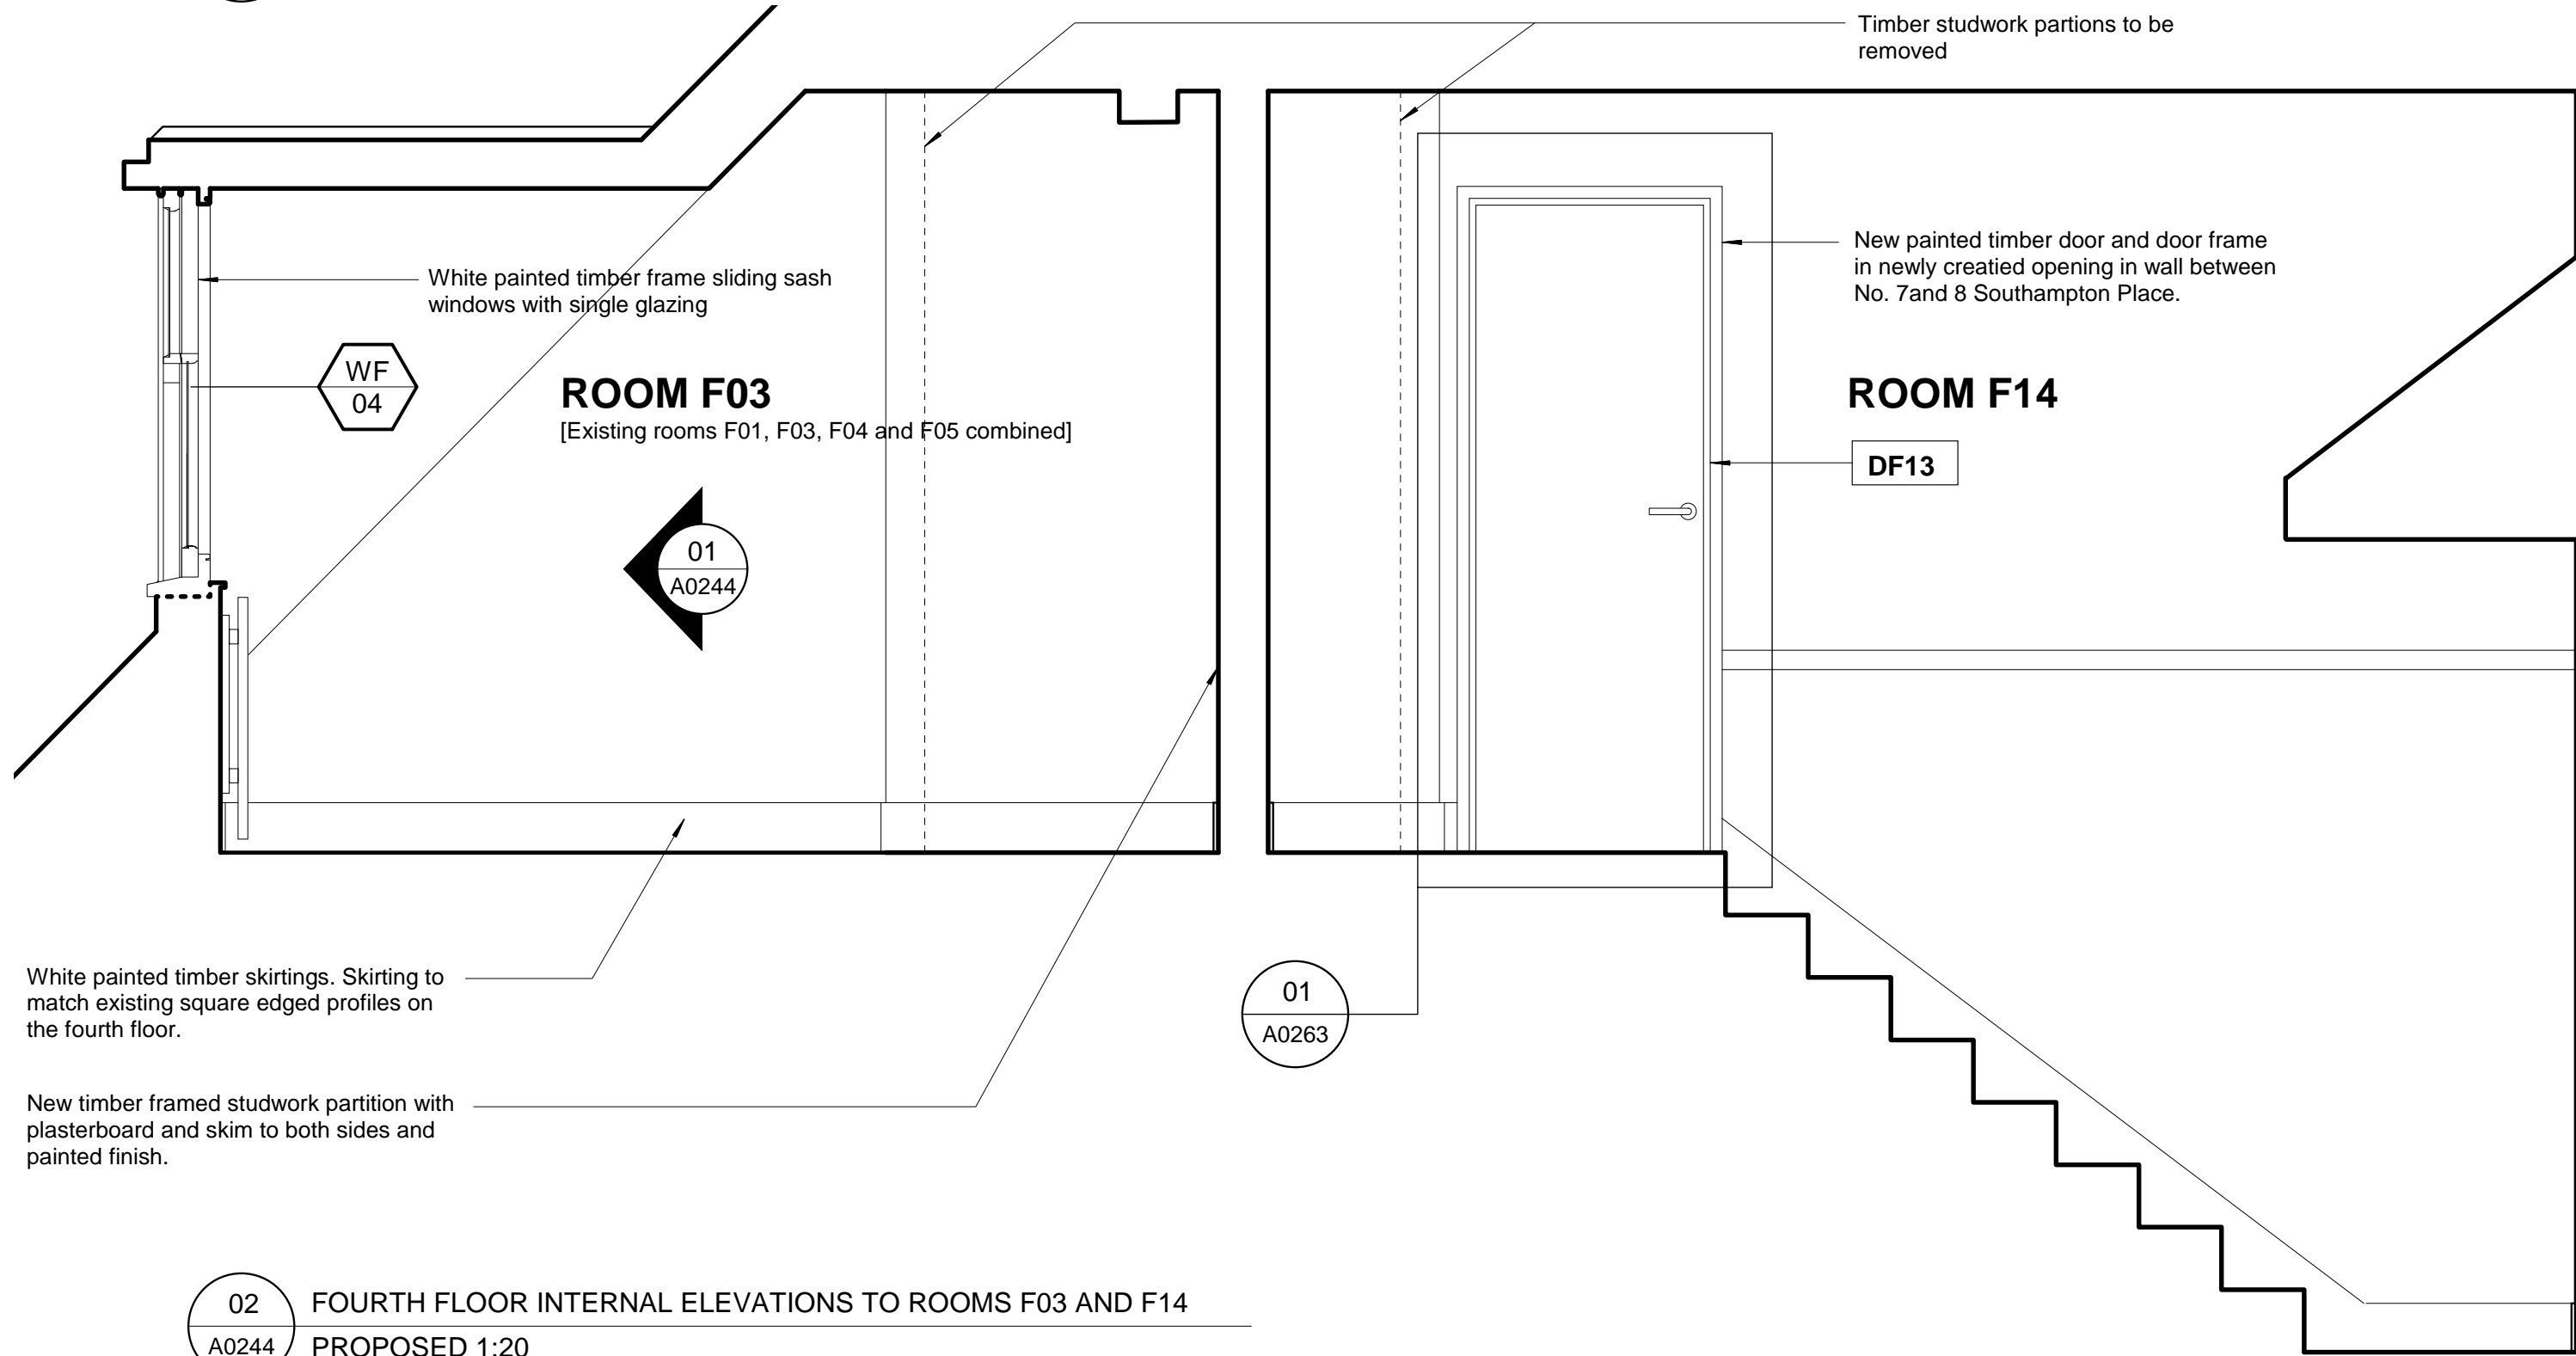 Timber studwork partions to be
removed
White painted timber frame sliding sash
windows with single glazing
New painted timber door and door frame
in newly creatied opening in wall between
No. 7and 8 Southampton Place.
WF
04
ROOM F03
[Existing rooms F01, F03, F04 and F05 combined]
ROOM F14
DF13
01
A0244
White painted timber skirtings. Skirting to
match existing square edged profiles on
the fourth floor.
01
A0263
New timber framed studwork partition with
plasterboard and skim to both sides and
painted finish.
02
A0244
FOURTH FLOOR INTERNAL ELEVATIONS TO ROOMS F03 AND F14
PROPOSED 1:20